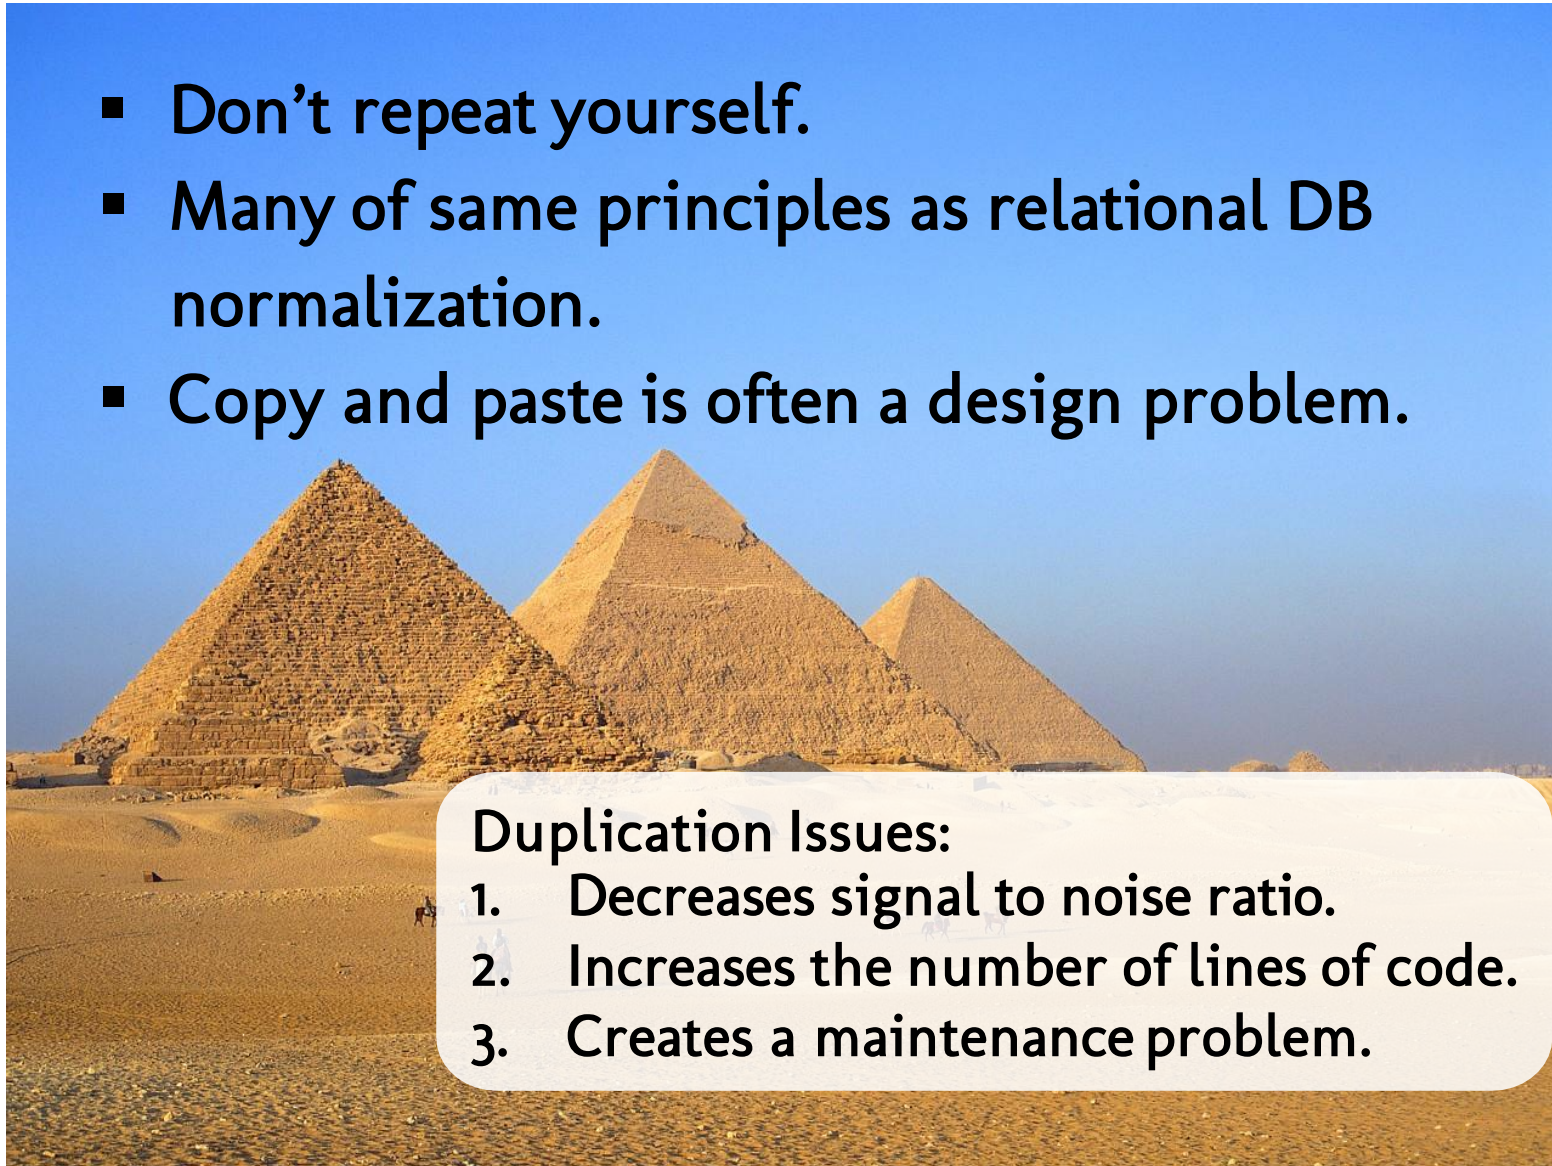 ▪ Don’t repeat yourself.
▪ Many of same principles as relational DB
normalization.
▪ Copy and paste is often a design problem.
Duplication Issues:
1. Decreases signal to noise ratio.
2. Increases the number of lines of code.
3. Creates a maintenance problem.